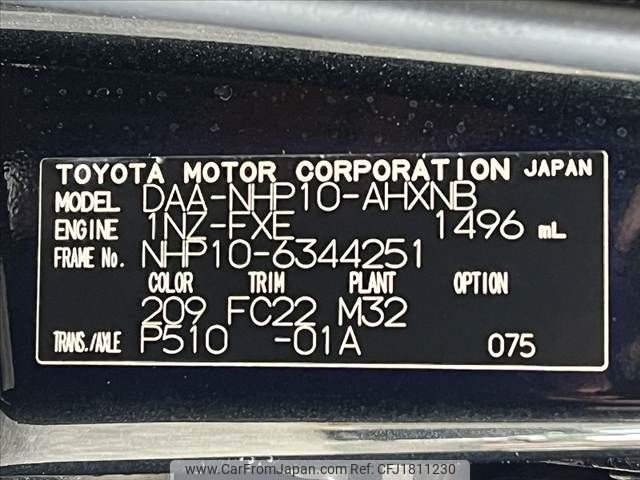 TOYOTA MOTOR CORPORATION JAPAN
MODEL DAA-NHP10-AHXNB
ENGINE 1NZ-FXE 1496 mL
FRAME No. NHP10-6344251
COLOR TRIM PLANT OPTION
209 FC22 M32
TRANS./AXLE P510 -01A 075
www.CarFromJapan.com | Ref No: CFJ1811230